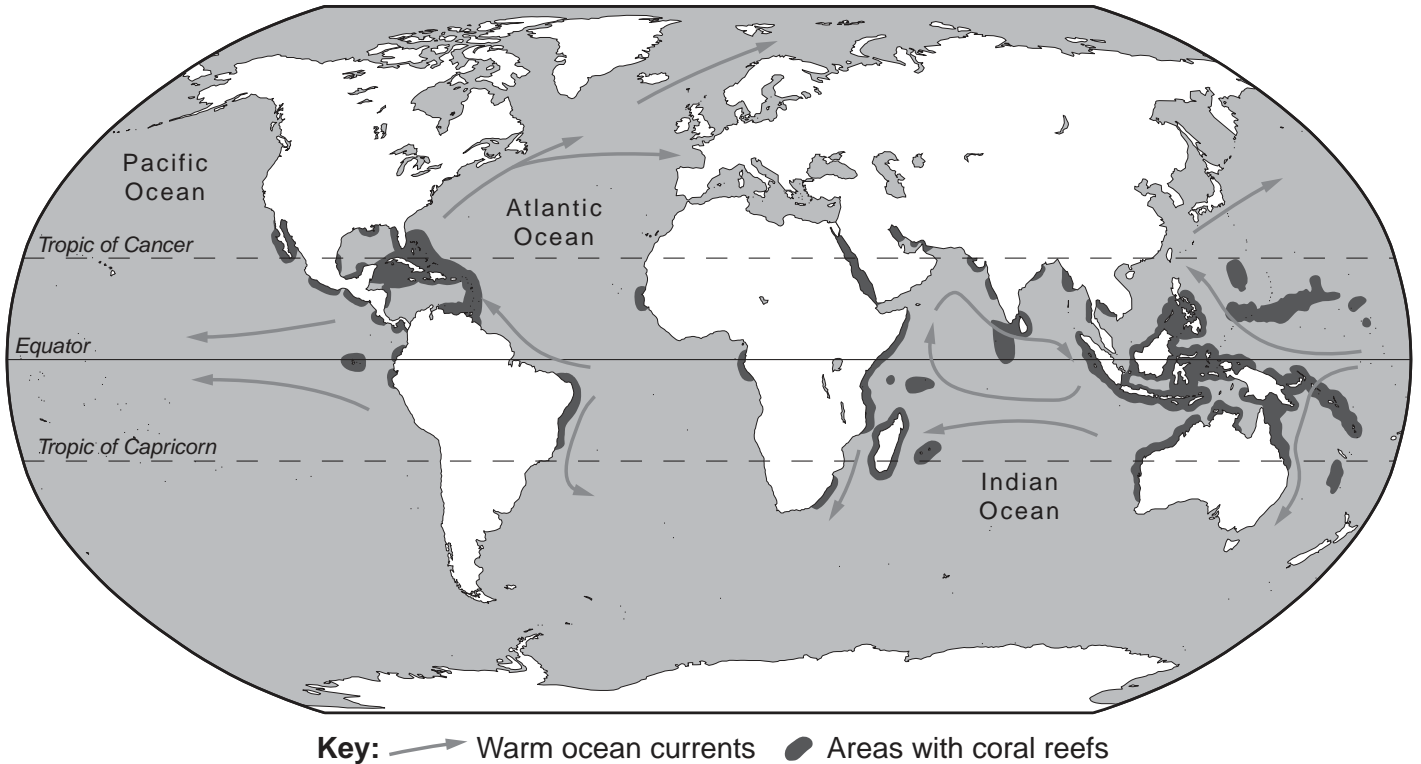 Pacific
Ocean
Atlantic
Ocean
Tropic of Cancer
Equator
Tropic of Capricorn
Indian
Ocean
Key: Warm ocean currents Areas with coral reefs